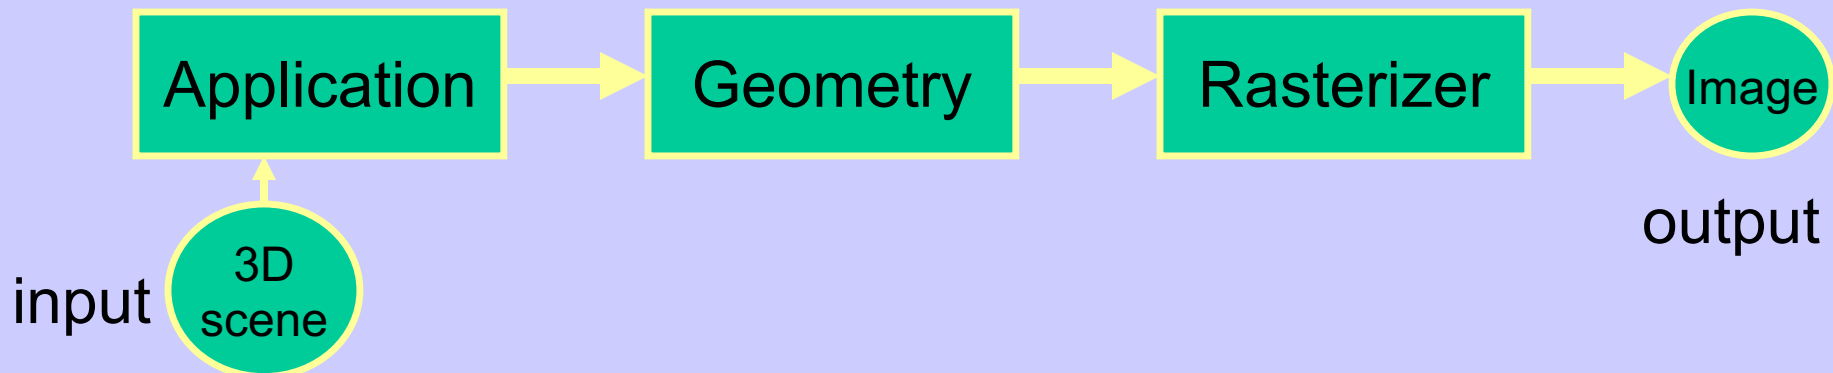 Application
Geometry
Rasterizer
Image
output
input
3D
scene